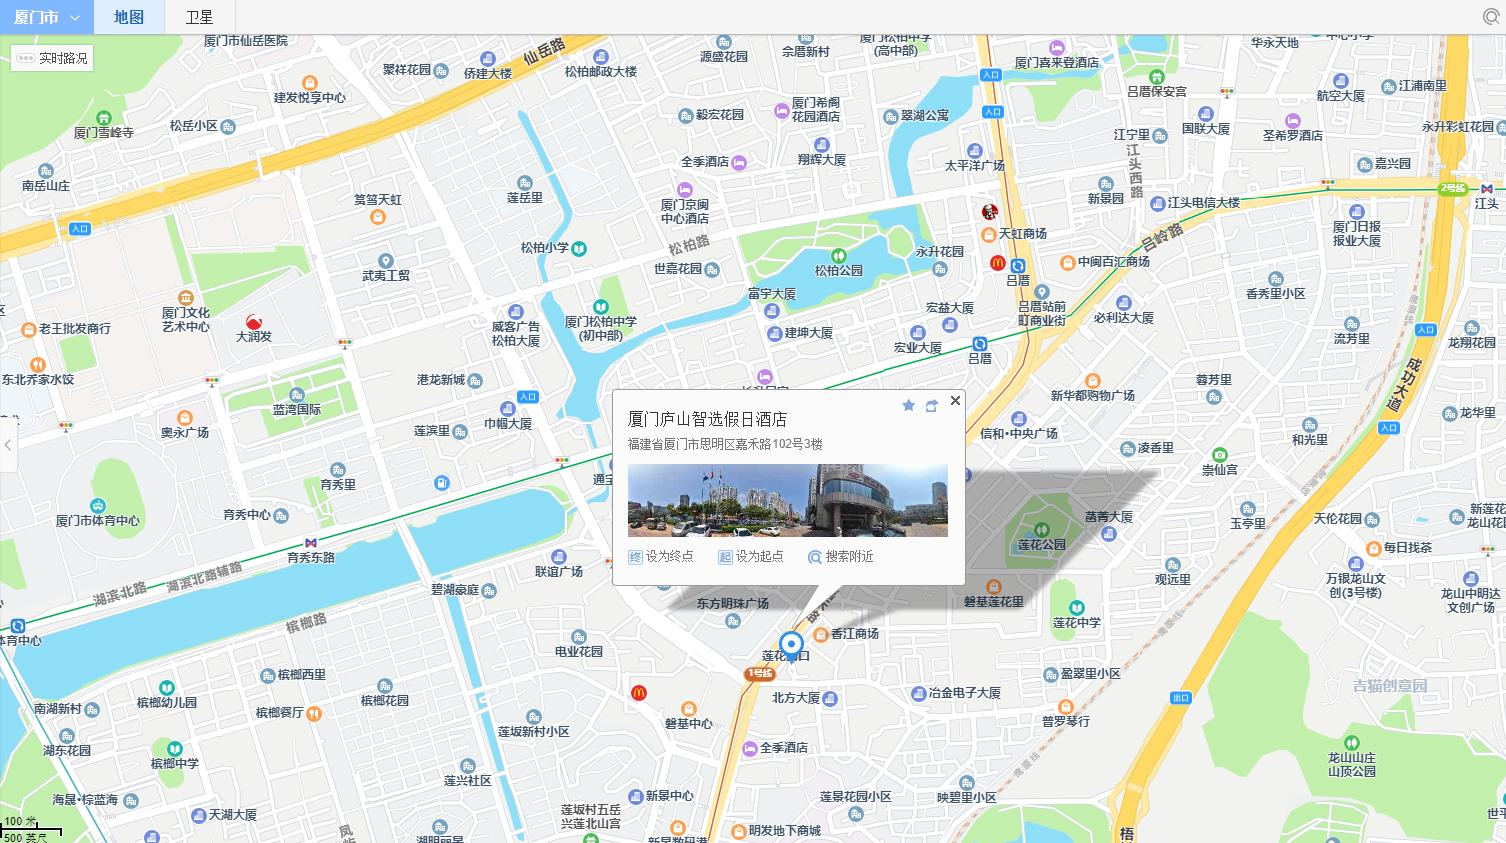 厦门市
地图
卫星
实时路况
厦门市仙岳医院
聚祥花园
侨建大楼
仙岳路
松柏邮政大楼
源盛花园
佘厝新村
厦门松柏中学
(高中部)
入口
厦门喜来登酒店
吕厝保安宫
华永天地
航空大厦
江浦南里
建发悦享中心
厦门雪峰寺
松岳小区
毅宏花园
厦门希阁
花园酒店
翠湖公寓
入口
江宁里
国联大厦
圣希罗酒店
永升彩虹花园
南岳山庄
莲岳里
全季酒店
翔辉大厦
太平洋广场
江头西路
嘉兴园
筼筜天虹
厦门京闽
中心酒店
新景园
江头电信大楼
2号线
江头
入口
松柏小学
松柏路
天虹商场
吕岭路
厦门日报
报业大厦
武夷工贸
世嘉花园
松柏公园
永升花园
吕厝
中闽百汇商场
香秀里小区
厦门文化
艺术中心
富宇大厦
吕厝站前
町商业街
鹰厦线
老王批发商行
大润发
威客广告
松柏大厦
厦门松柏中学
(初中部)
建坤大厦
宏益大厦
宏业大厦
必利达大厦
流芳里
入口
龙翔花园
吕厝
东北乔家水饺
港龙新城
蓉芳里
成功大道
蓝湾国际
入口
新华都购物广场
奥永广场
莲滨里
巾帼大厦
厦门庐山智选假日酒店
福建省厦门市思明区嘉禾路102号3楼
信和·中央广场
和光里
入口
龙华里
凌香里
崇仙宫
育秀里
厦门市体育中心
育秀中心
菡菁大厦
莲花公园
玉亭里
天伦花园
每日找茶
育秀东路
终
设为终点
起
设为起点
搜索附近
联谊广场
观远里
万银龙山文
创(3号楼)
龙山中明达
文创广场
湖滨北路
湖滨北路辅路
碧湖豪庭
东方明珠广场
磐基莲花里
莲花中学
槟榔路
体育中心
香江商场
电业花园
1号线
槟榔西里
盈翠里小区
槟榔幼儿园
槟榔花园
北方大厦
冶金电子大厦
出口
吉猫创意园
南湖新村
槟榔餐厅
莲坂新村小区
磐基中心
普罗琴行
湖东花园
槟榔中学
全季酒店
龙山山庄
山顶公园
莲兴社区
鹰厦线
海晟·棕蓝海
天湖大厦
新景中心
莲景花园小区
映碧里小区
100 米
500 英尺
莲坂村五岳
兴莲北山宫
明发地下商城
梧